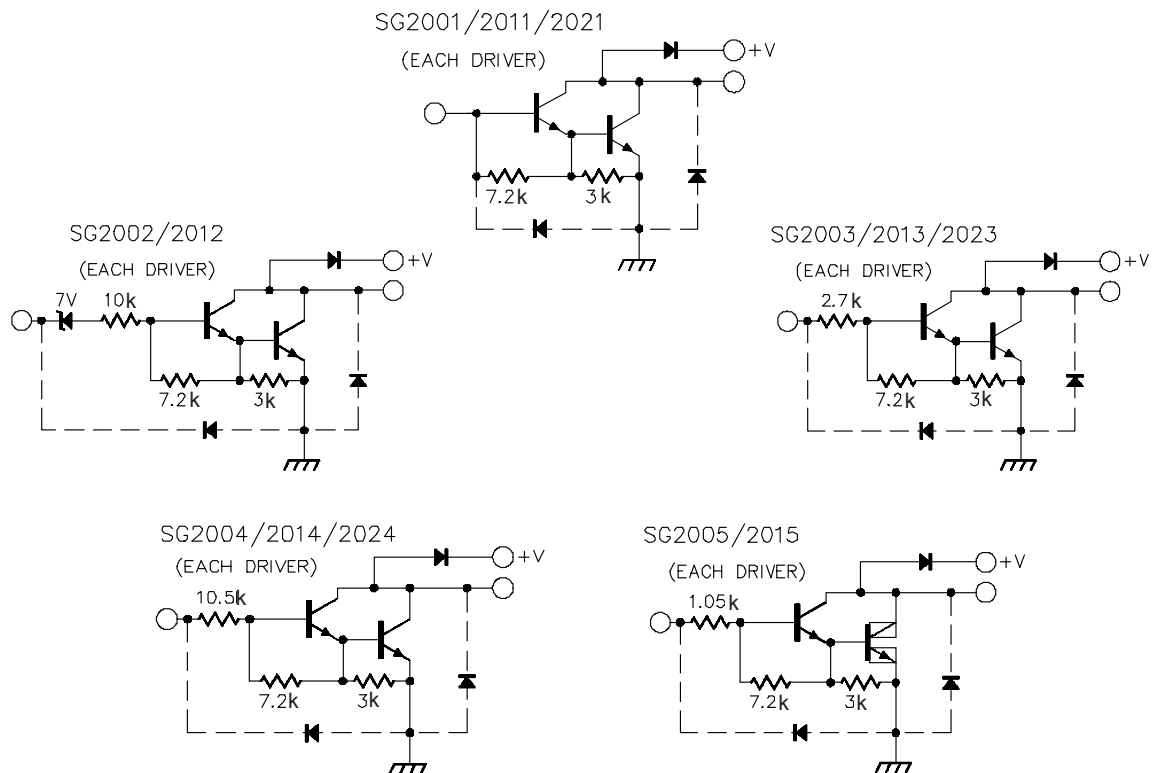 SG2001/2011/2021
(EACH DRIVER)
+V
7.2k
3k
SG2002/2012
(EACH DRIVER)
+V
7V
10k
7.2k
3k
SG2003/2013/2023
(EACH DRIVER)
+V
2.7k
7.2k
3k
SG2004/2014/2024
(EACH DRIVER)
+V
10.5k
7.2k
3k
SG2005/2015
(EACH DRIVER)
+V
1.05k
7.2k
3k